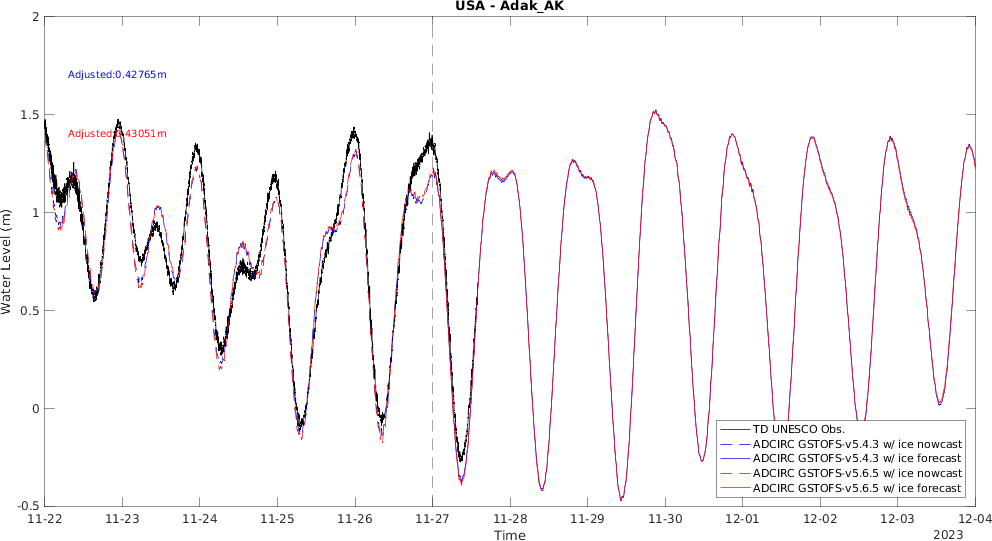 USA - Adak_AK
2
1.5
1
0.5
0
-0.5
Water Level (m)
Adjusted:0.42765m
Adjusted:0.43051m
TD UNESCO Obs.
ADCIRC GSTOFS-v5.4.3 w/ ice nowcast
ADCIRC GSTOFS-v5.4.3 w/ ice forecast
ADCIRC GSTOFS-v5.6.5 w/ ice nowcast
ADCIRC GSTOFS-v5.6.5 w/ ice forecast
11-22 11-23 11-24 11-25 11-26 11-27 11-28 11-29 11-30 12-01 12-02 12-03 12-04
Time
2023